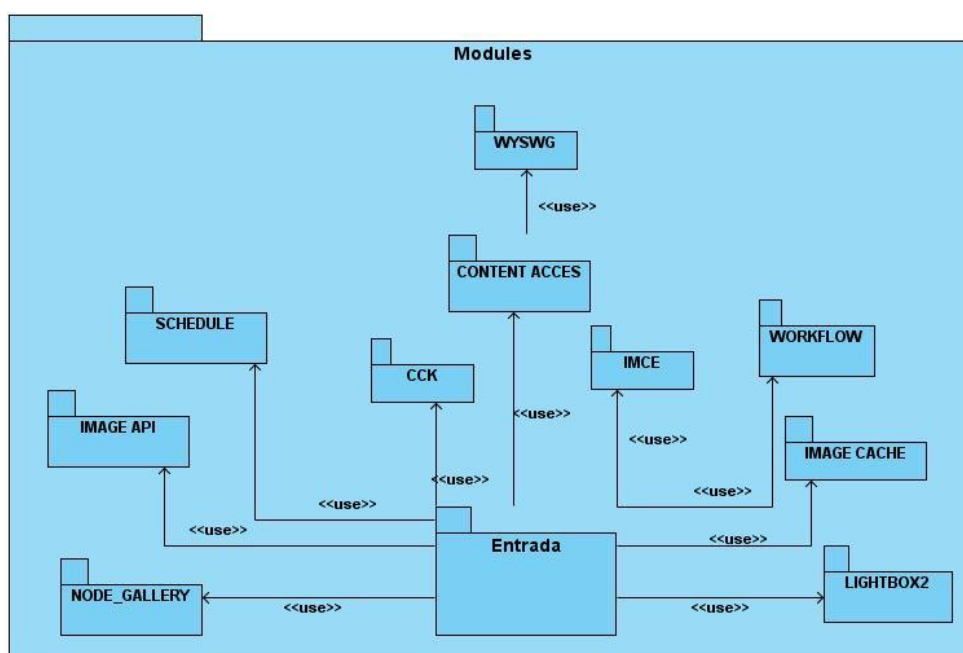 Modules
WYSWG
<<use>>
CONTENT ACCES
SCHEDULE
WORKFLOW
IMCE
CCK
<<use>>
IMAGE API
<<use>>
IMAGE CACHE
<<use>>
<<use>>
<<use>>
<<use>>
Entrada
<<use>>
NODE_GALLERY
LIGHTBOX2
<<use>>
<<use>>
<<use>>